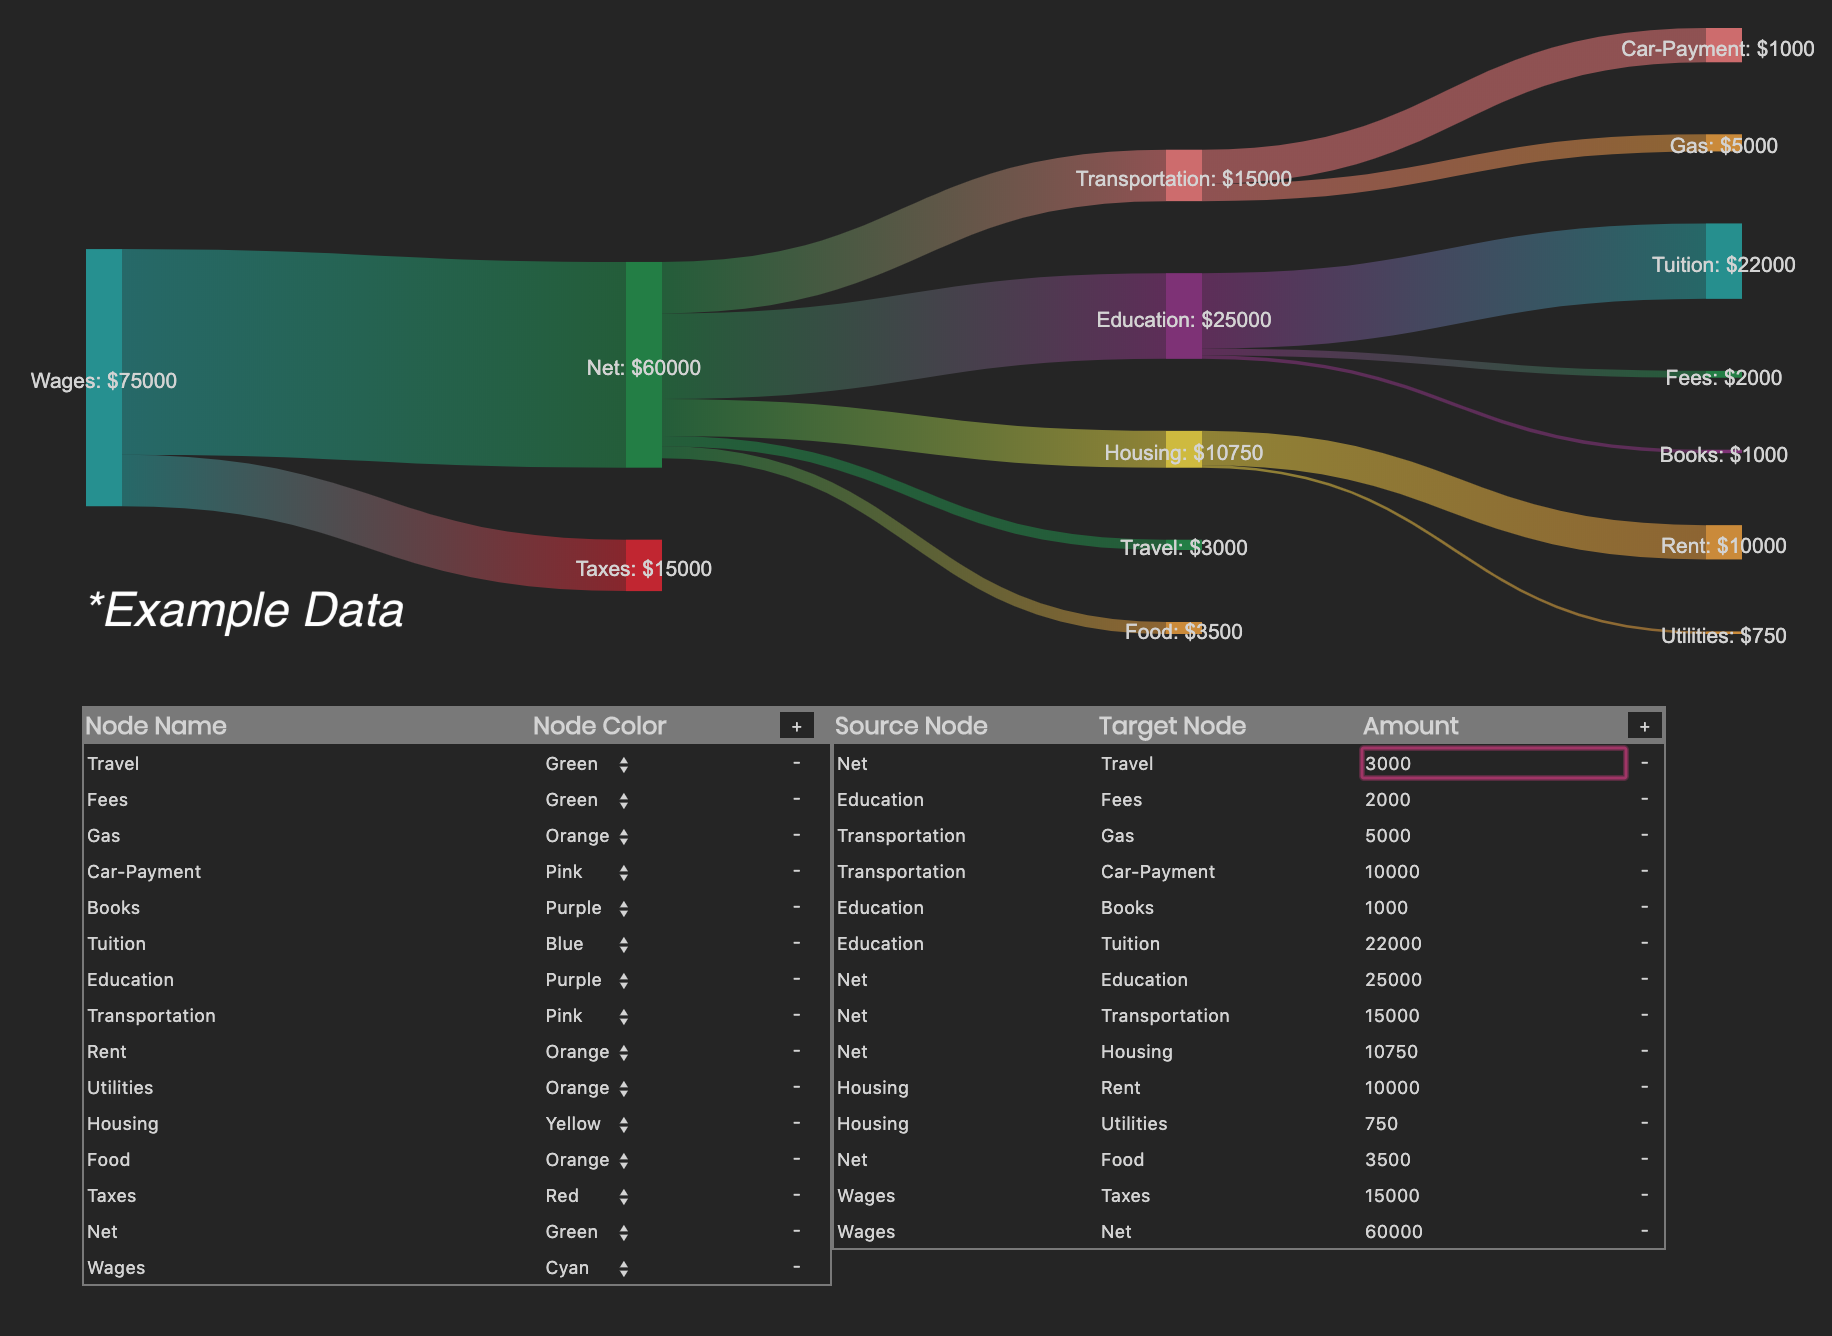 Car-Payment: $1000
Gas: $5000
Transportation: $15000
Tuition: $22000
Education: $25000
Net: $60000
Fees: $2000
Wages: $75000
Housing: $10750
Books: $1000
Travel: $3000
Rent: $10000
Taxes: $15000
*Example Data
Food: $3500
Utilities: $750
Node Name Node Color + Source Node Target Node Amount +
Travel Green - Net Travel 3000 -
Fees Green - Education Fees 2000 -
Gas Orange - Transportation Gas 5000 -
Car-Payment Pink - Transportation Car-Payment 10000 -
Books Purple - Education Books 1000 -
Tuition Blue - Education Tuition 22000 -
Education Purple - Net Education 25000 -
Transportation Pink - Net Transportation 15000 -
Rent Orange - Net Housing 10750 -
Utilities Orange - Housing Rent 10000 -
Housing Yellow - Housing Utilities 750 -
Food Orange - Net Food 3500 -
Taxes Red - Wages Taxes 15000 -
Net Green - Wages Net 60000 -
Wages Cyan -